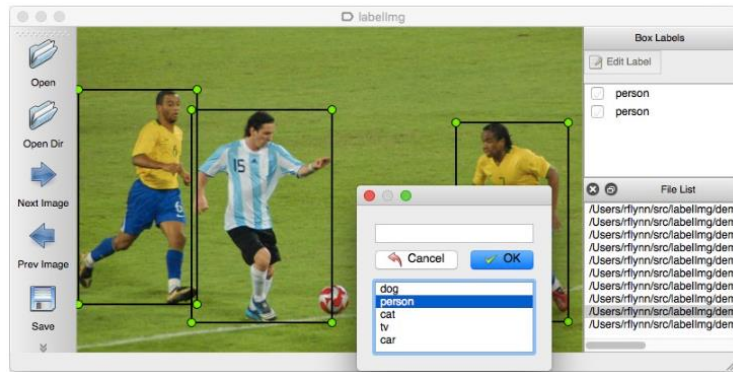 labelImg
Open
Open Dir
Next Image
Prev Image
Save
15
6
Cancel
OK
dog
person
cat
tv
car
Box Labels
Edit Label
person
person
File List
/Users/rflynn/src/labelImg/dem
/Users/rflynn/src/labelImg/dem
/Users/rflynn/src/labelImg/dem
/Users/rflynn/src/labelImg/dem
/Users/rflynn/src/labelImg/dem
/Users/rflynn/src/labelImg/dem
/Users/rflynn/src/labelImg/dem
/Users/rflynn/src/labelImg/dem
/Users/rflynn/src/labelImg/dem
/Users/rflynn/src/labelImg/dem